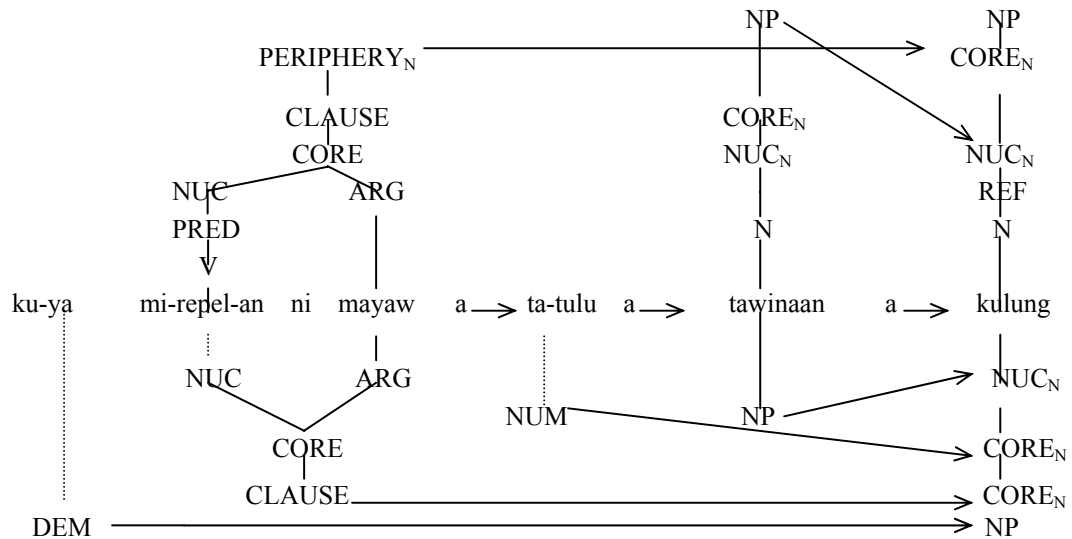 NP NP
PERIPHERY_N CORE_N
CLAUSE CORE_N
CORE NUC_N NUC_N
NUC ARG REF
PRED N N
V
ku-ya mi-repel-an ni mayaw a ta-tulu a tawinaan a kulung
NUC ARG NUC_N
NUM NP
CORE CORE_N
CLAUSE CORE_N
DEM NP